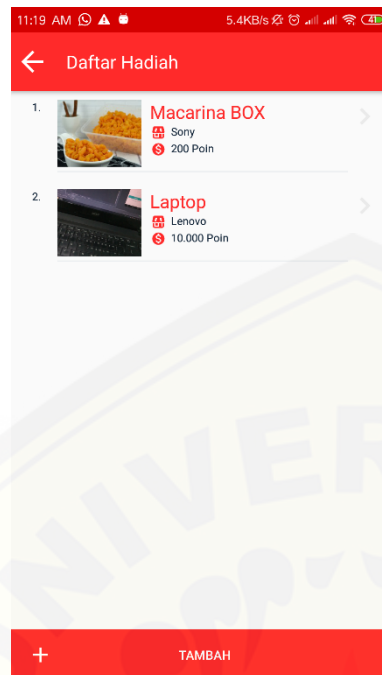 11:19 AM 5.4KB/s 41
Daftar Hadiah
1.
Macarina BOX
Sony
200 Poin
2.
Laptop
Lenovo
10.000 Poin
+ TAMBAH